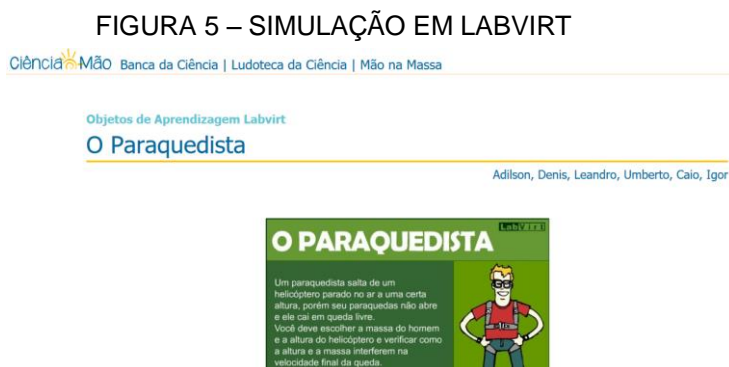 FIGURA 5 – SIMULAÇÃO EM LABVIRT
Ciência Mão Banca da Ciência | Ludoteca da Ciência | Mão na Massa
Objetos de Aprendizagem Labvirt
O Paraquedista
Adilson, Denis, Leandro, Umberto, Caio, Igor
LabVirt
O PARAQUEDISTA
Um paraquedista salta de um
helicóptero parado no ar a uma certa
altura, porém seu paraquedas não abre
e ele cai em queda livre.
Você deve escolher a massa do homem
e a altura do helicóptero e verificar como
a altura e a massa interferem na
velocidade final da queda.